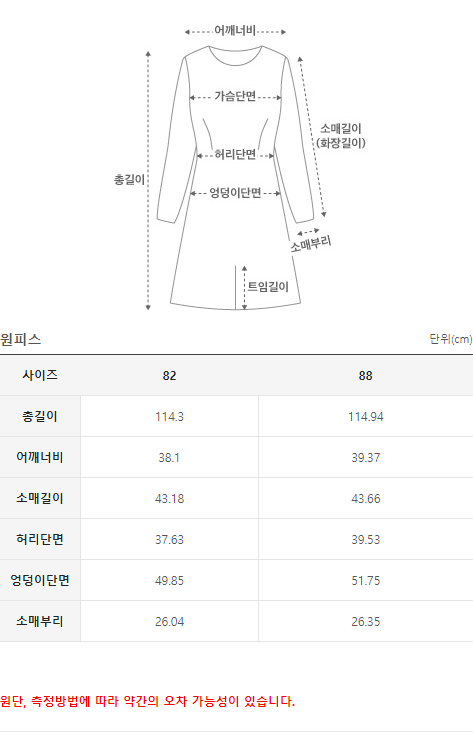 어깨너비
가슴단면
소매길이
(화장길이)
허리단면
총길이
엉덩이단면
소매부리
트임길이
원피스 단위(cm)
사이즈 82 88
총길이 114.3 114.94
어깨너비 38.1 39.37
소매길이 43.18 43.66
허리단면 37.63 39.53
엉덩이단면 49.85 51.75
소매부리 26.04 26.35
원단, 측정방법에 따라 약간의 오차 가능성이 있습니다.